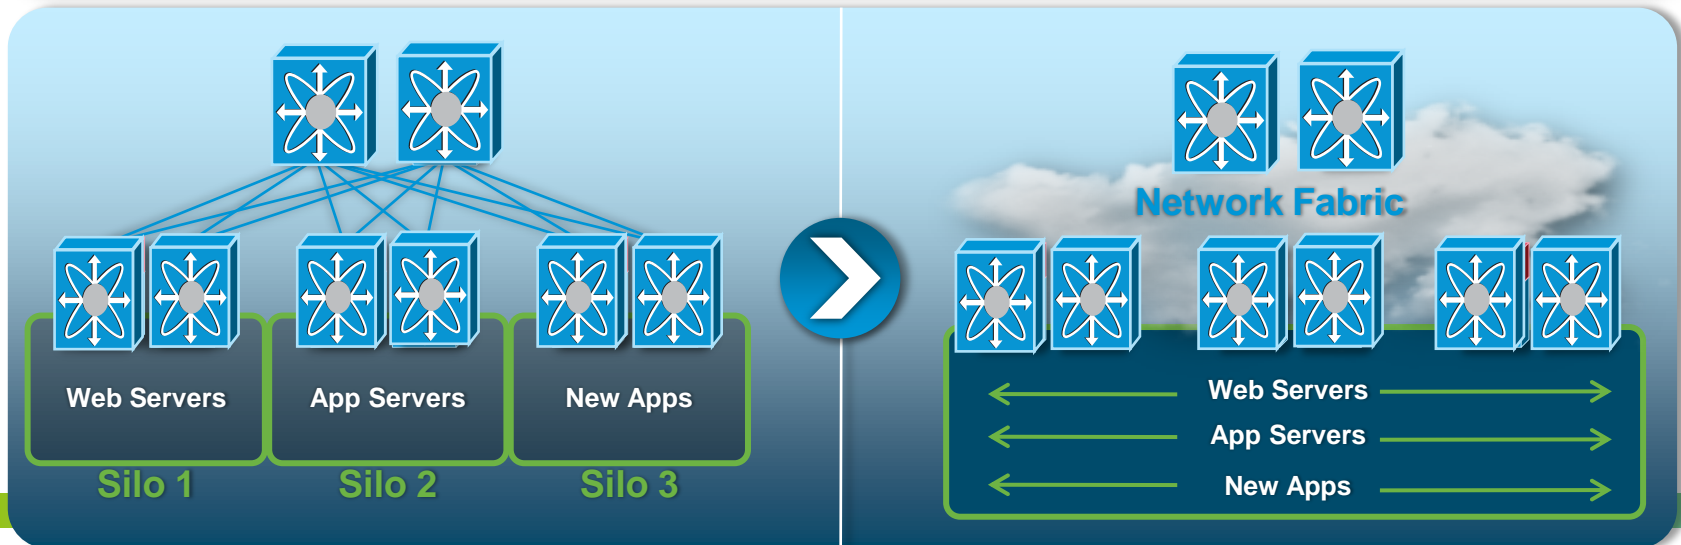 Web Servers
App Servers
New Apps
Silo 1
Silo 2
Silo 3
Network Fabric
Web Servers
App Servers
New Apps